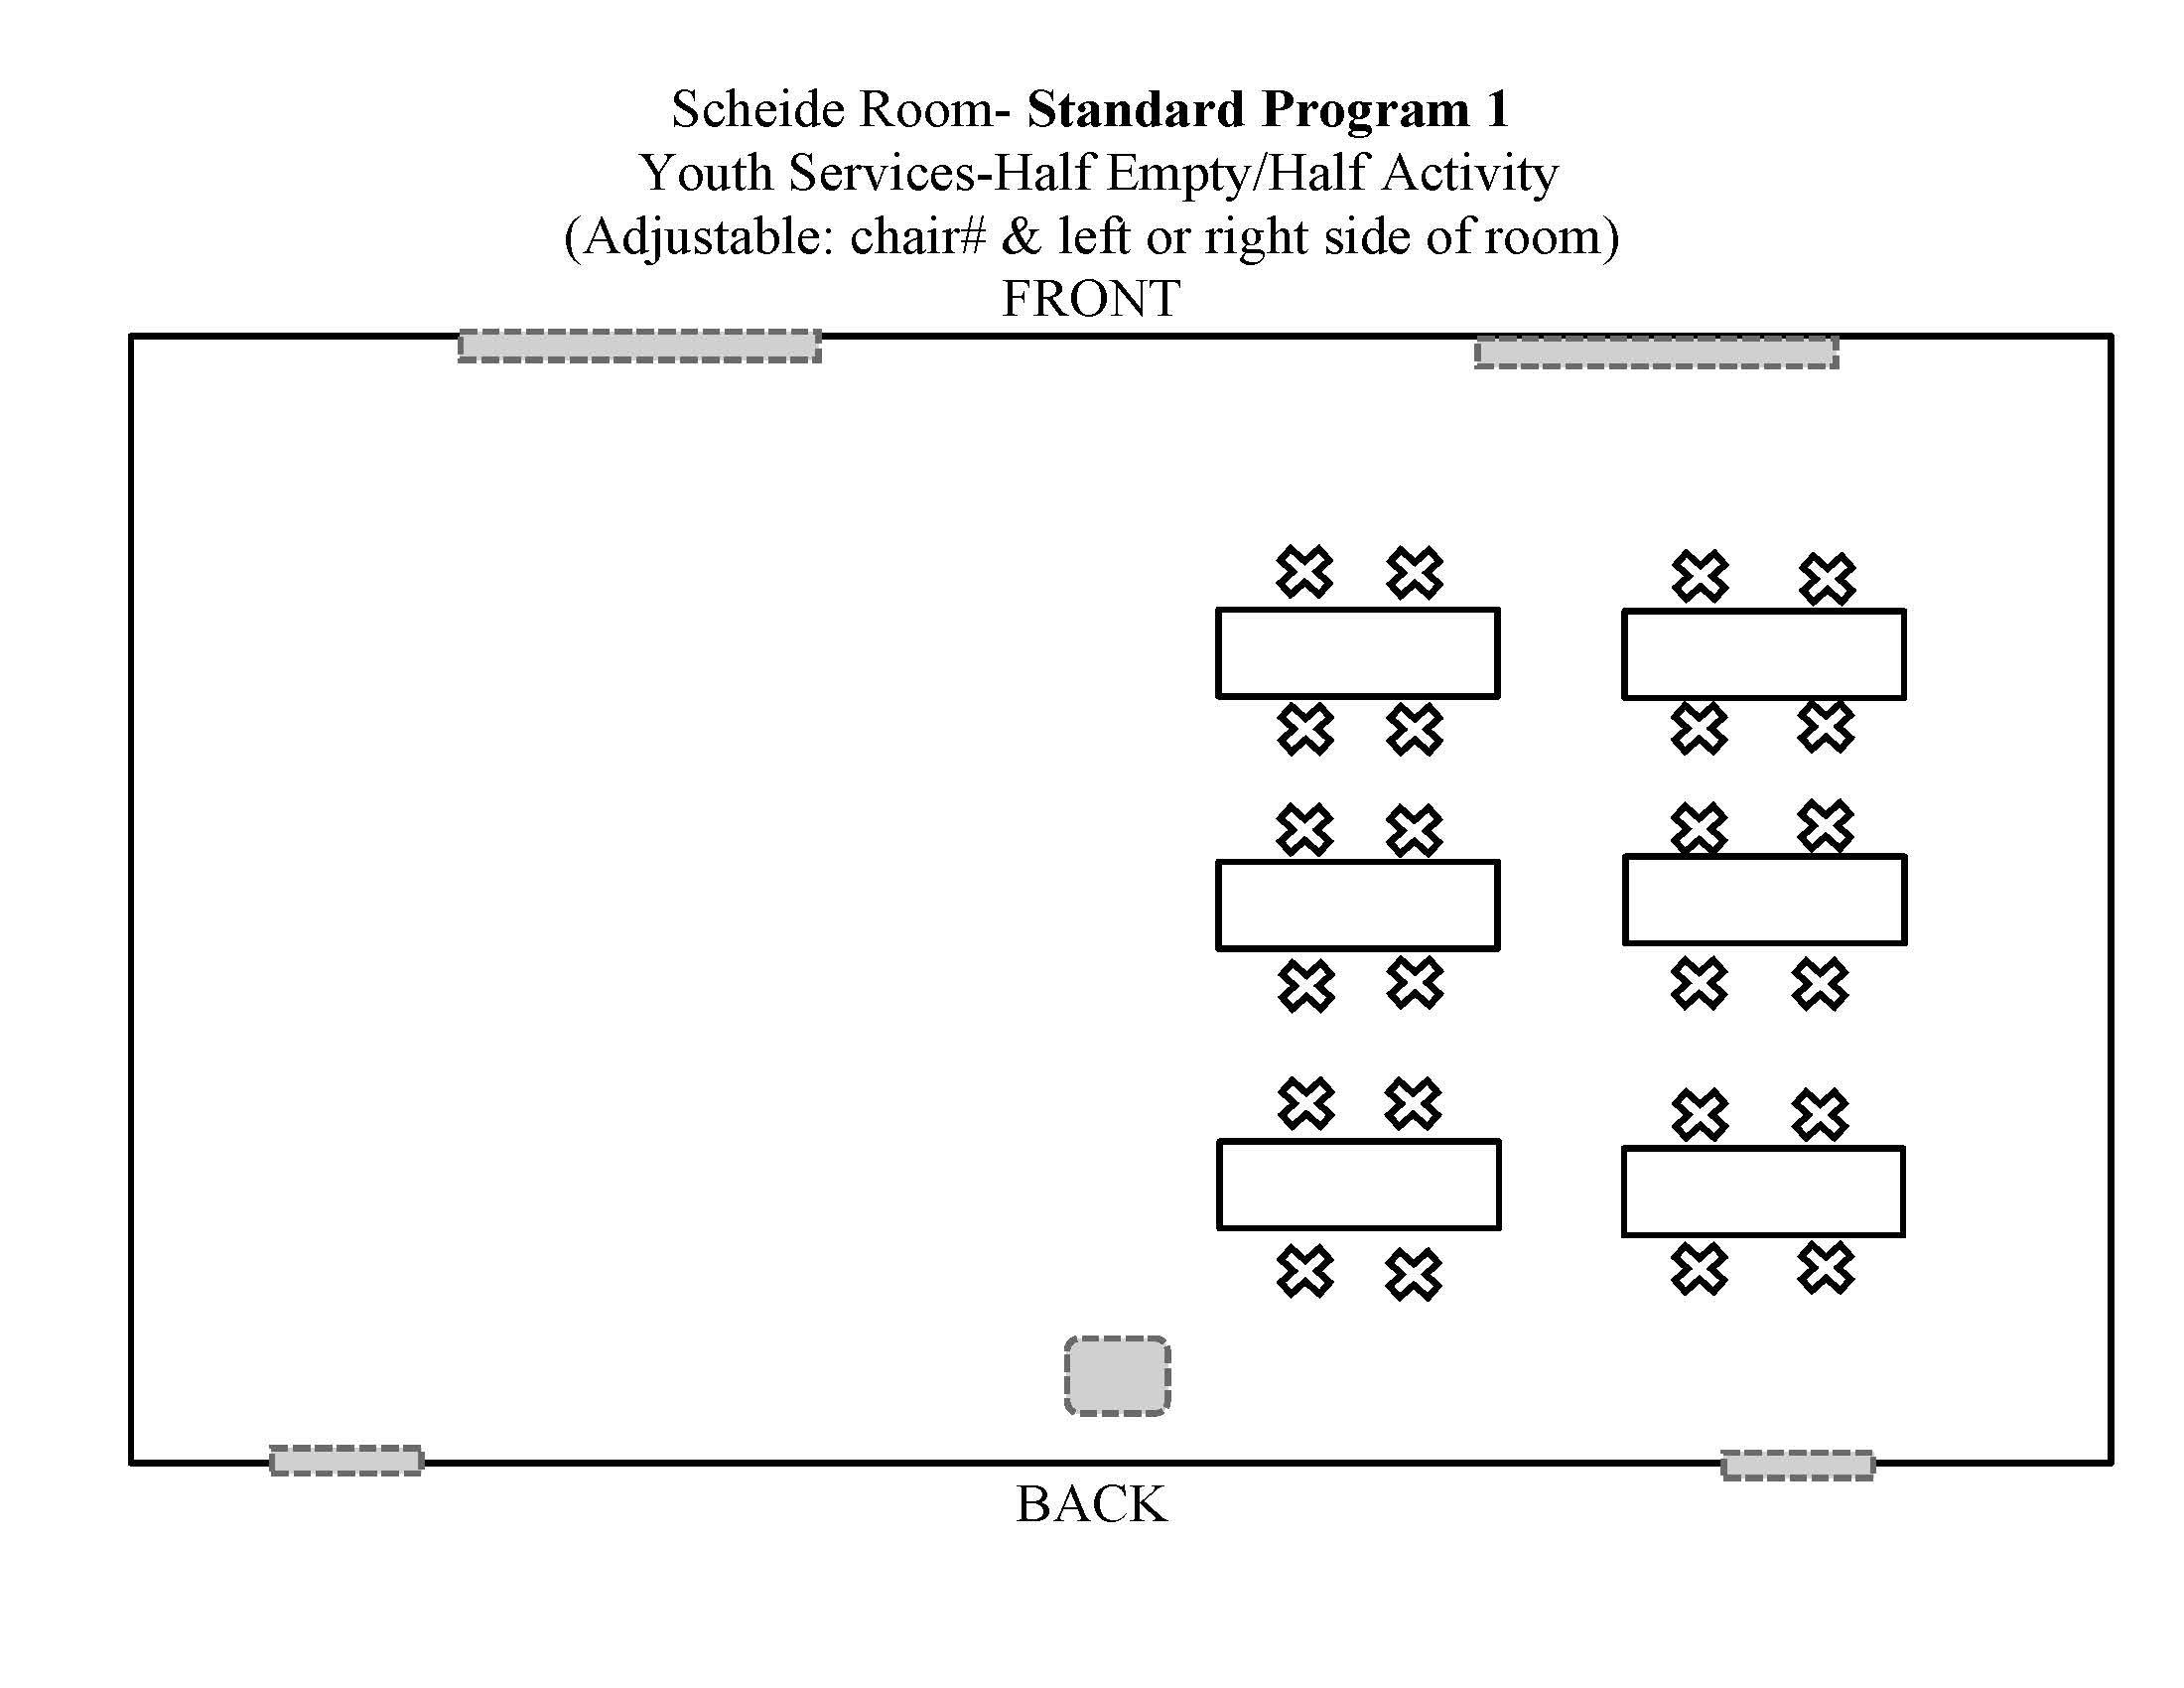 Scheide Room- Standard Program 1
Youth Services-Half Empty/Half Activity
(Adjustable: chair# & left or right side of room)
FRONT
BACK